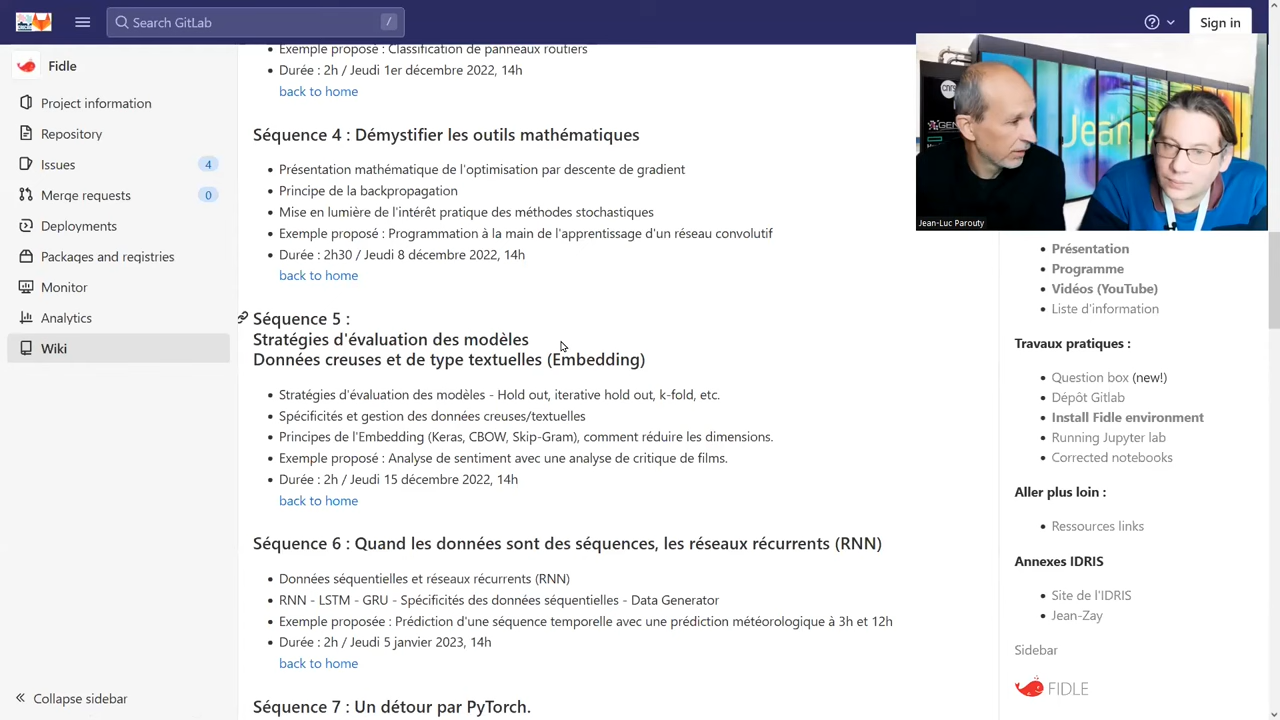 Search GitLab
/
Sign in
Fidle
Project information
Repository
Issues
4
Merge requests
0
Deployments
Packages and registries
Monitor
Analytics
Wiki
Collapse sidebar
Exemple proposé : Classification de panneaux routiers
Durée : 2h / Jeudi 1er décembre 2022, 14h
back to home
Séquence 4 : Démystifier les outils mathématiques
Présentation mathématique de l'optimisation par descente de gradient
Principe de la backpropagation
Mise en lumière de l'intérêt pratique des méthodes stochastiques
Exemple proposé : Programmation à la main de l'apprentissage d'un réseau convolutif
Durée : 2h30 / Jeudi 8 décembre 2022, 14h
back to home
Séquence 5 :
Stratégies d'évaluation des modèles
Données creuses et de type textuelles (Embedding)
Stratégies d'évaluation des modèles - Hold out, iterative hold out, k-fold, etc.
Spécificités et gestion des données creuses/textuelles
Principes de l'Embedding (Keras, CBOW, Skip-Gram), comment réduire les dimensions.
Exemple proposé : Analyse de sentiment avec une analyse de critique de films.
Durée : 2h / Jeudi 15 décembre 2022, 14h
back to home
Séquence 6 : Quand les données sont des séquences, les réseaux récurrents (RNN)
Données séquentielles et réseaux récurrents (RNN)
RNN - LSTM - GRU - Spécificités des données séquentielles - Data Generator
Exemple proposée : Prédiction d'une séquence temporelle avec une prédiction météorologique à 3h et 12h
Durée : 2h / Jeudi 5 janvier 2023, 14h
back to home
Séquence 7 : Un détour par PyTorch.
cnrs
Jean Z
Jean-Luc Parouty
Présentation
Programme
Vidéos (YouTube)
Liste d'information
Travaux pratiques :
Question box (new!)
Dépôt Gitlab
Install Fidle environment
Running Jupyter lab
Corrected notebooks
Aller plus loin :
Ressources links
Annexes IDRIS
Site de l'IDRIS
Jean-Zay
Sidebar
FIDLE